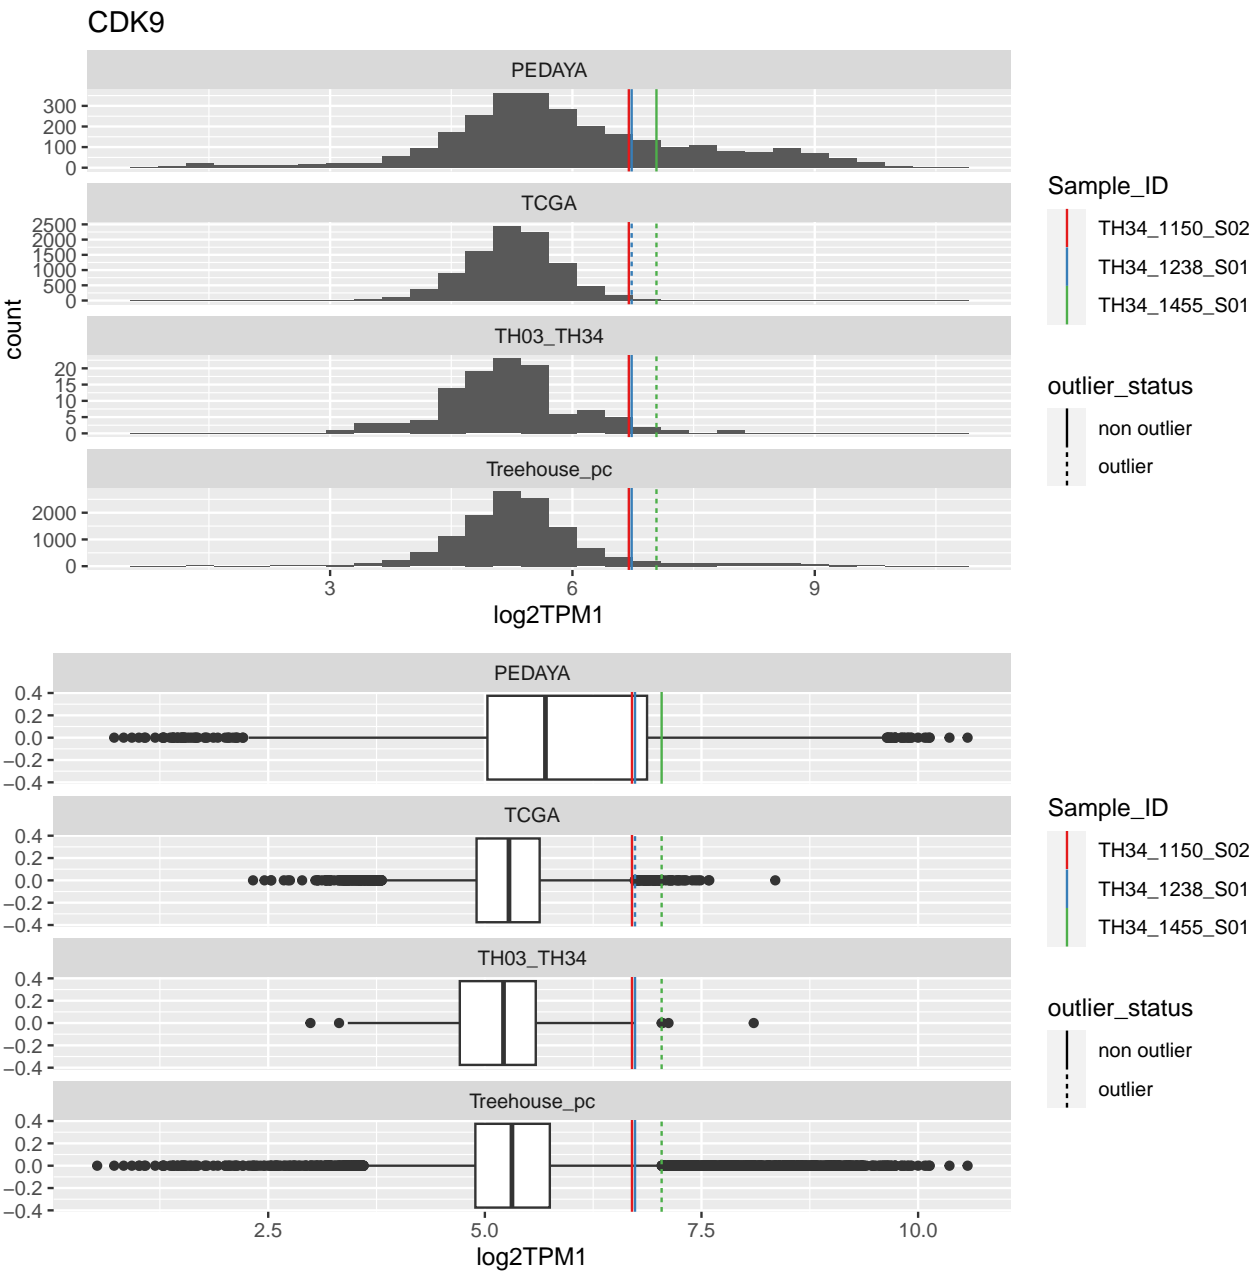 CDK9
PEDAYA
300
200
100
0
TCGA
2500
2000
1500
1000
500
0
TH03_TH34
20
15
10
5
0
Treehouse_pc
2000
1000
0
count
3 6 9
log2TPM1
Sample_ID
TH34_1150_S02
TH34_1238_S01
TH34_1455_S01
outlier_status
non outlier
outlier
PEDAYA
0.4
0.2
0.0
−0.2
−0.4
TCGA
0.4
0.2
0.0
−0.2
−0.4
TH03_TH34
0.4
0.2
0.0
−0.2
−0.4
Treehouse_pc
0.4
0.2
0.0
−0.2
−0.4
2.5 5.0 7.5 10.0
log2TPM1
Sample_ID
TH34_1150_S02
TH34_1238_S01
TH34_1455_S01
outlier_status
non outlier
outlier